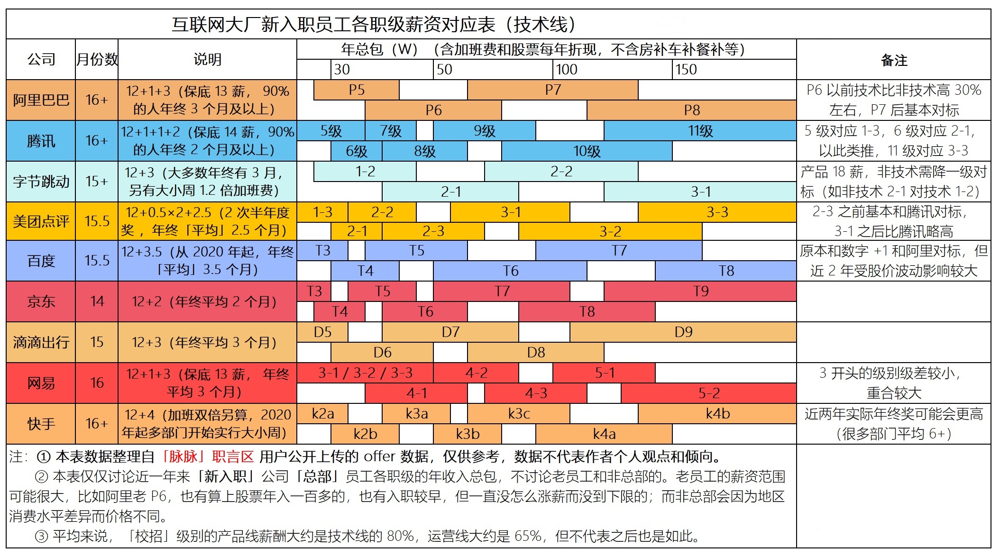 互联网大厂新入职员工各职级薪资对应表（技术线）
公司 月份数 说明 年总包（W）（含加班费和股票每年折现，不含房补车补餐补等） 备注
30 50 100 150
阿里巴巴 16+
12+1+3（保底 13 薪， 90%
的人年终 3 个月及以上）
P5 P7
P6 P8
P6 以前技术比非技术高 30%
左右，P7 后基本对标
腾讯 16+
12+1+1+2（保底 14 薪，90%
的人年终 2 个月及以上）
5级 7级 9级 11级
6级 8级 10级
5 级对应 1-3，6 级对应 2-1，
以此类推，11 级对应 3-3
字节跳动 15+
12+3（大多数年终有 3 月，
另有大小周 1.2 倍加班费）
1-2 2-2
2-1 3-1
产品 18 薪，非技术需降一级对
标（如非技术 2-1 对技术 1-2）
美团点评 15.5
12+0.5×2+2.5（2 次半年度
奖 ，年终「平均」2.5 个月）
1-3 2-2 3-1 3-3
2-1 2-3 3-2
2-3 之前基本和腾讯对标，
3-1 之后比腾讯略高
百度 15.5
12+3.5（从 2020 年起，年终
「平均」3.5 个月）
T3 T5 T7
T4 T6 T8
原本和数字 +1 和阿里对标，但
近 2 年受股价波动影响较大
京东 14
12+2（年终平均 2 个月）
T3 T5 T7 T9
T4 T6 T8
滴滴出行 15
12+3（年终平均 3 个月）
D5 D7 D9
D6 D8
网易 16
12+1+3（保底 13 薪， 年终
平均 3 个月）
3-1 / 3-2 / 3-3 4-2 5-1
4-1 4-3 5-2
3 开头的级别级差较小，
重合较大
快手 16+
12+4（加班双倍另算，2020
年起多部门开始实行大小周）
k2a k3a k3c k4b
k2b k3b k4a
近两年实际年终奖可能会更高
（很多部门平均 6+）
注：① 本表数据整理自「脉脉」职言区 用户公开上传的 offer 数据，仅供参考，数据不代表作者个人观点和倾向。
② 本表仅仅讨论近一年来「新入职」公司「总部」员工各职级的年收入总包，不讨论老员工和非总部的。老员工的薪资范围
可能很大，比如阿里老 P6，也有算上股票年入一百多的，也有入职较早，但一直没怎么涨薪而没到下限的；而非总部会因为地区
消费水平差异而价格不同。
③ 平均来说，「校招」级别的产品线薪酬大约是技术线的 80%，运营线大约是 65%，但不代表之后也是如此。